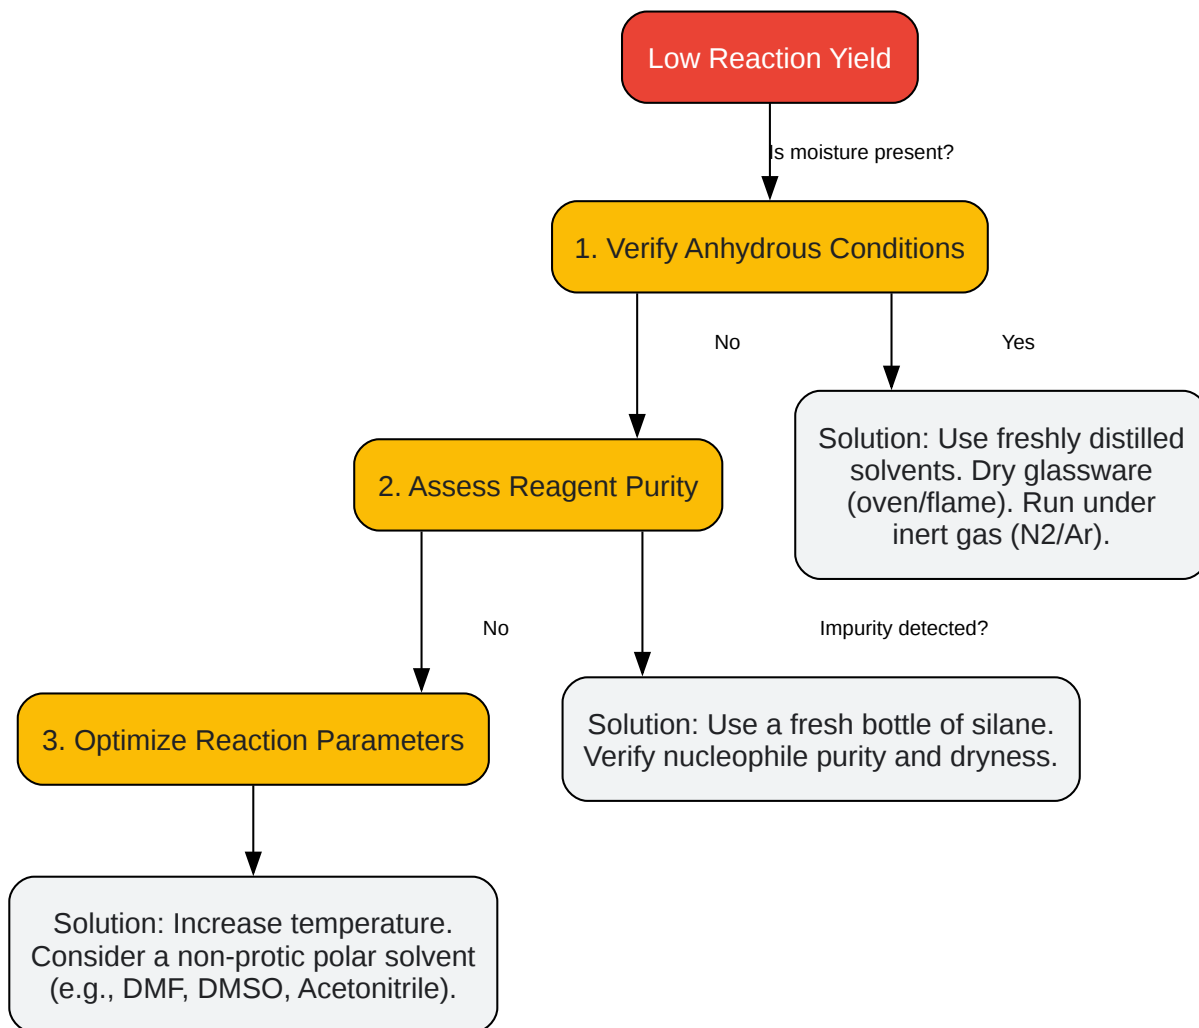 Low Reaction Yield
Is moisture present?
1. Verify Anhydrous Conditions
No
Yes
Solution: Use freshly distilled
solvents. Dry glassware
(oven/flame). Run under
inert gas (N2/Ar).
2. Assess Reagent Purity
No
Impurity detected?
Solution: Use a fresh bottle of silane.
Verify nucleophile purity and dryness.
3. Optimize Reaction Parameters
Solution: Increase temperature.
Consider a non-protic polar solvent
(e.g., DMF, DMSO, Acetonitrile).